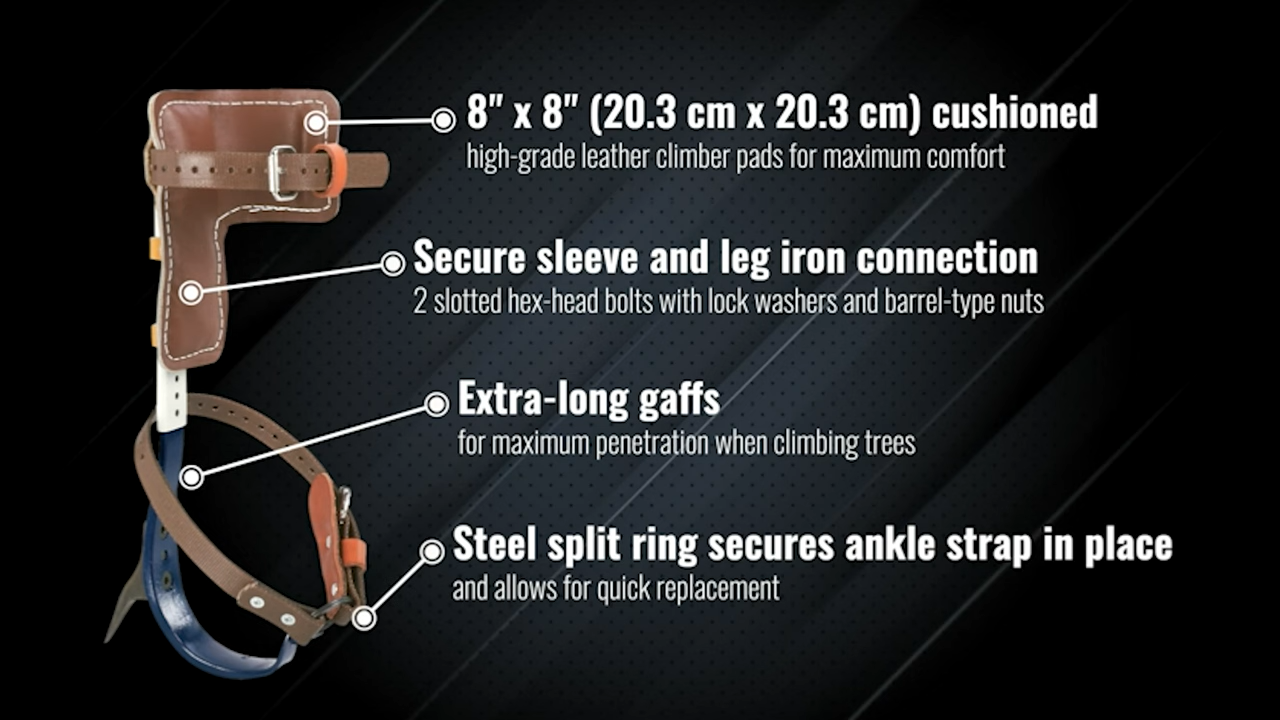 8" x 8" (20.3 cm x 20.3 cm) cushioned
high-grade leather climber pads for maximum comfort
Secure sleeve and leg iron connection
2 slotted hex-head bolts with lock washers and barrel-type nuts
Extra-long gaffs
for maximum penetration when climbing trees
Steel split ring secures ankle strap in place
and allows for quick replacement